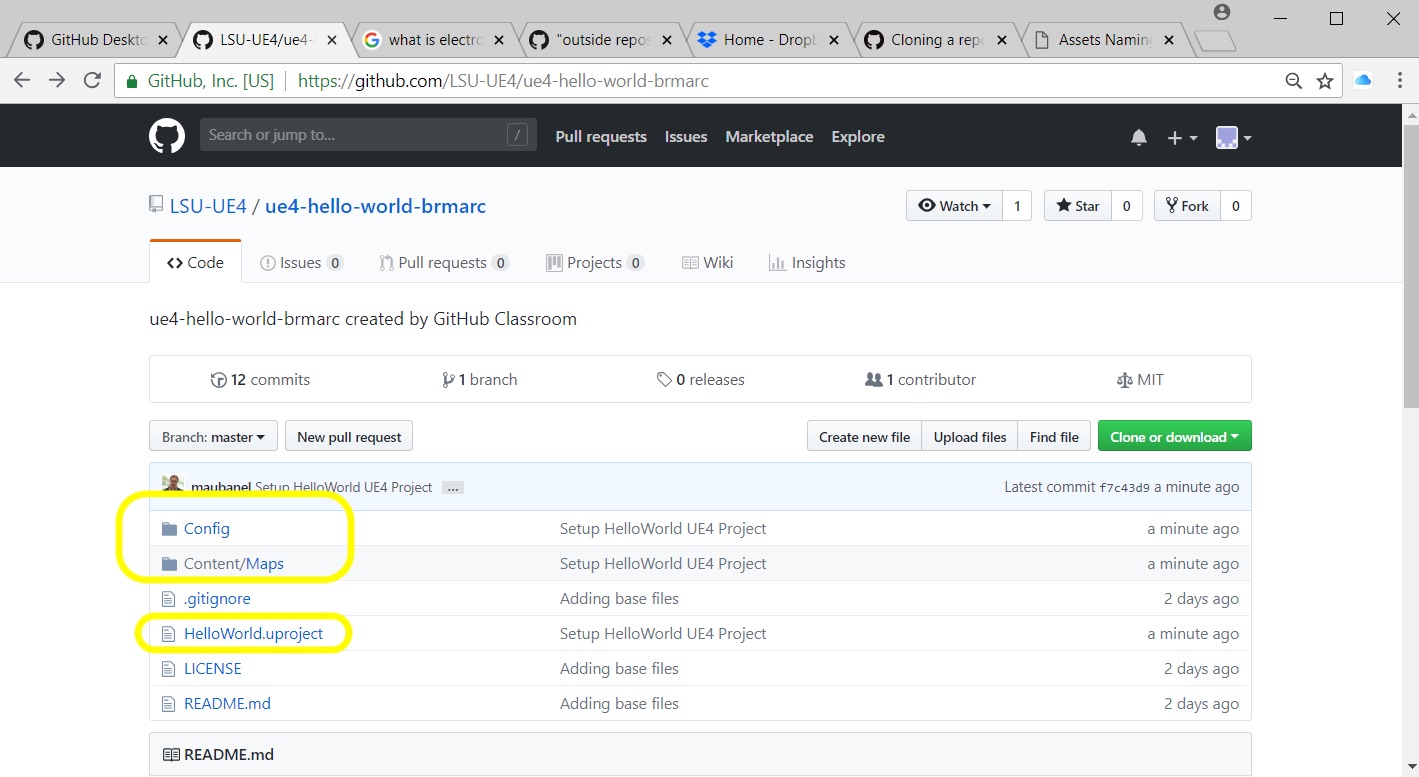 GitHub Deskto LSU-UE4/ue4- what is electro "outside repos Home - Dropb Cloning a repo Assets Naming
GitHub, Inc. [US] https://github.com/LSU-UE4/ue4-hello-world-brmarc
Search or jump to... / Pull requests Issues Marketplace Explore
LSU-UE4 / ue4-hello-world-brmarc Watch 1 Star 0 Fork 0
Code Issues 0 Pull requests 0 Projects 0 Wiki Insights
ue4-hello-world-brmarc created by GitHub Classroom
12 commits 1 branch 0 releases 1 contributor MIT
Branch: master New pull request Create new file Upload files Find file Clone or download
maubanel Setup HelloWorld UE4 Project ... Latest commit f7c43d9 a minute ago
Config Setup HelloWorld UE4 Project a minute ago
Content/Maps Setup HelloWorld UE4 Project a minute ago
.gitignore Adding base files 2 days ago
HelloWorld.uproject Setup HelloWorld UE4 Project a minute ago
LICENSE Adding base files 2 days ago
README.md Adding base files 2 days ago
README.md